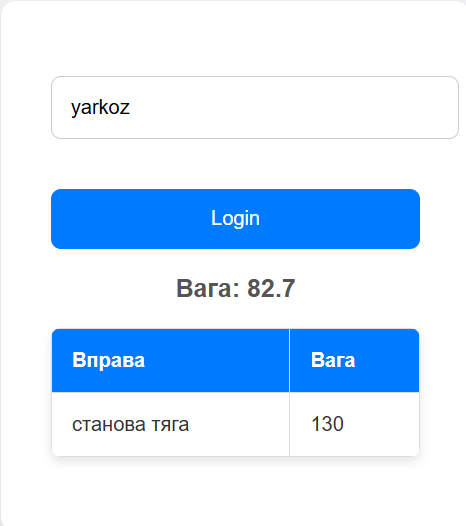 yarkoz
Login
Вага: 82.7
Вправа Вага
станова тяга 130